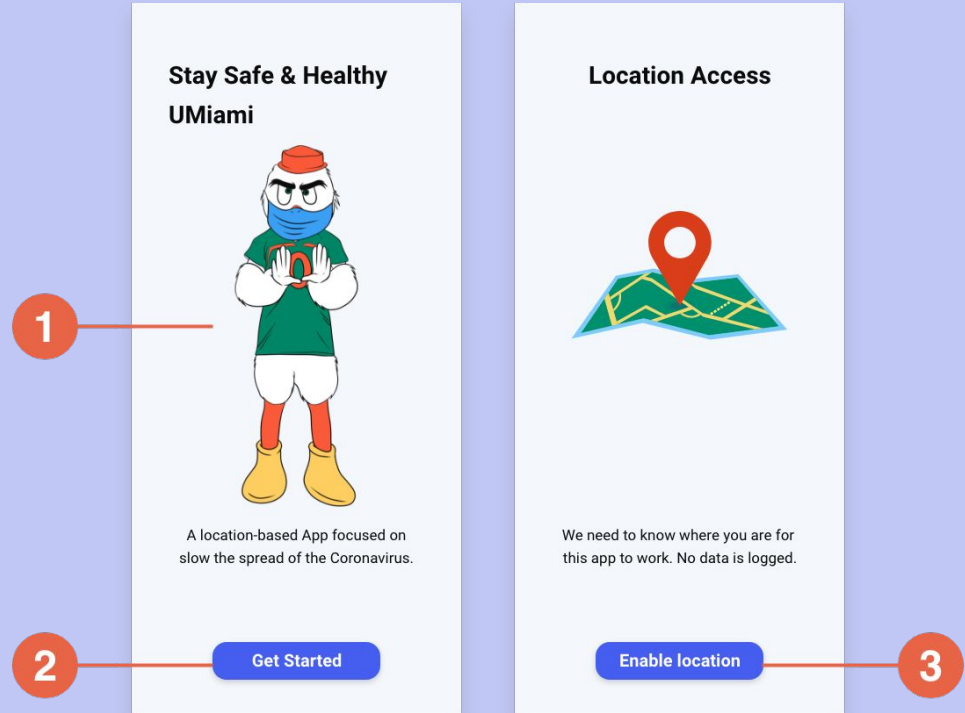 Stay Safe & Healthy
UMiami
A location-based App focused on
slow the spread of the Coronavirus.
Get Started
Location Access
We need to know where you are for
this app to work. No data is logged.
Enable location
1
2
3